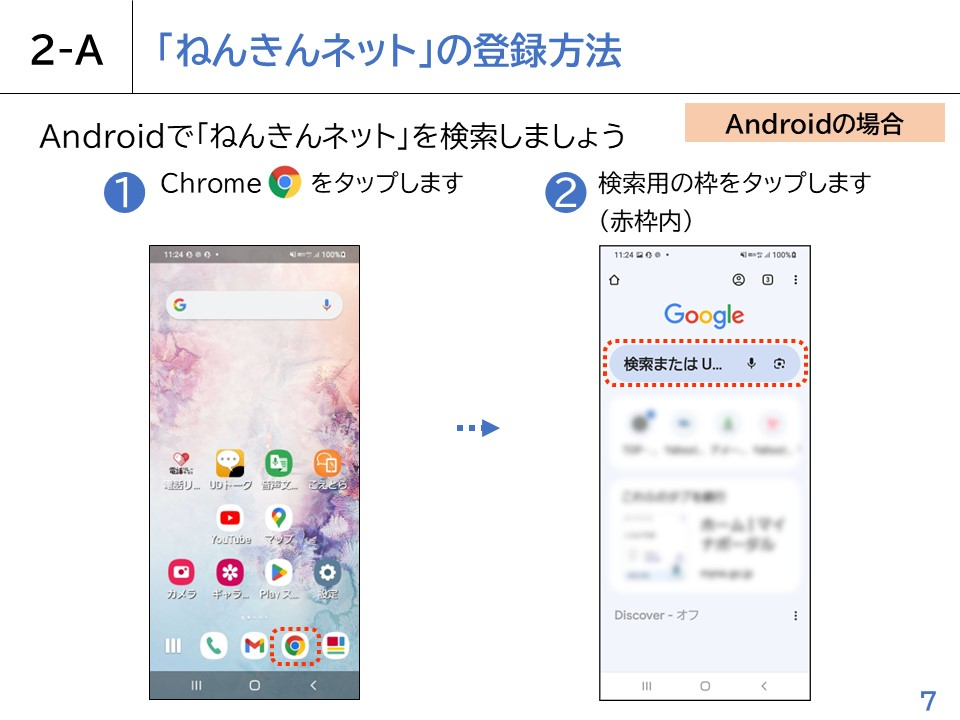 2-A
「ねんきんネット」の登録方法
Androidで「ねんきんネット」を検索しましょう
Androidの場合
1 Chrome をタップします
2 検索用の枠をタップします
（赤枠内）
11:24
100%
電話リ... UDトーク 音声文... こえとら
YouTube マップ
カメラ ギャラ... Play ス... 設定
11:24
100%
3
Google
検索または U...
Discover - オフ
7